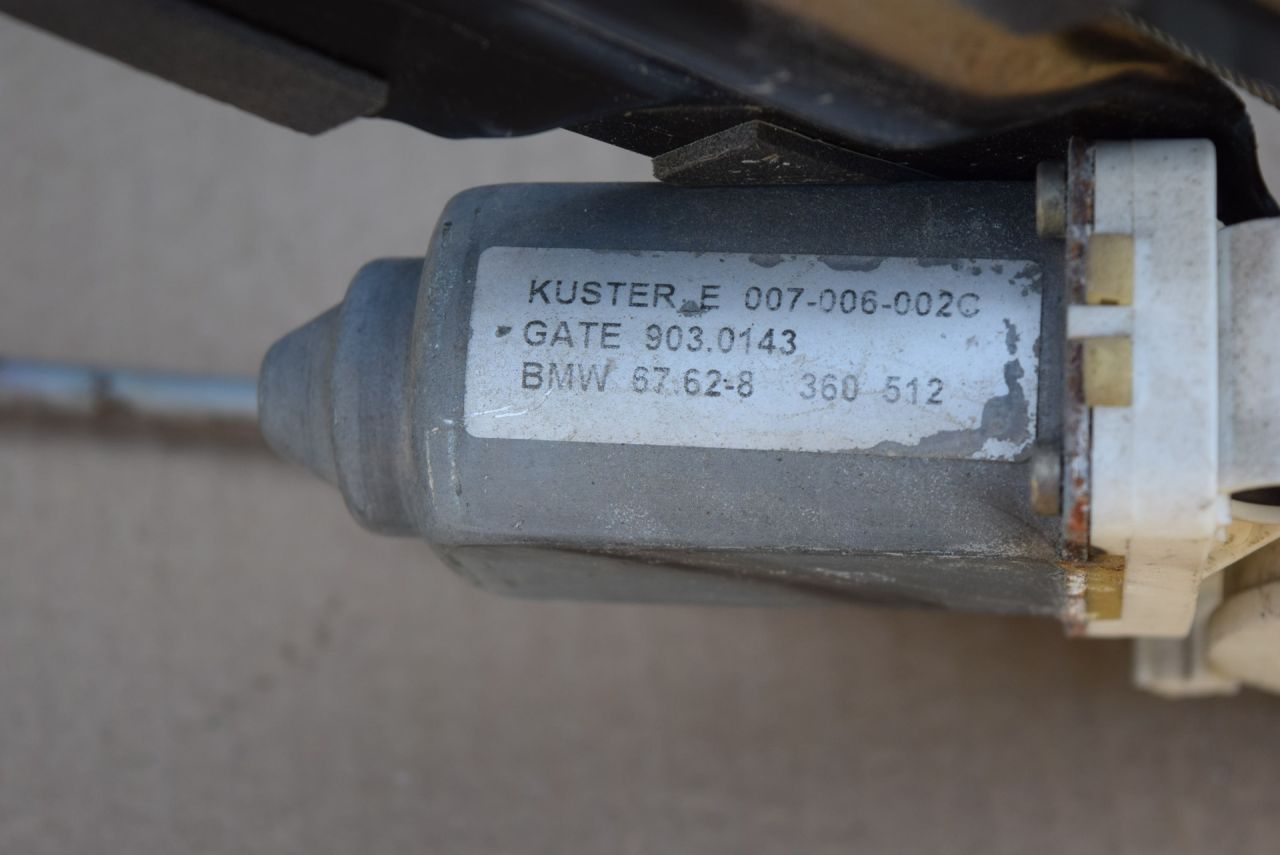 KUSTER E 007-006-002C
GATE 903.0143
BMW 67.62-8 360 512